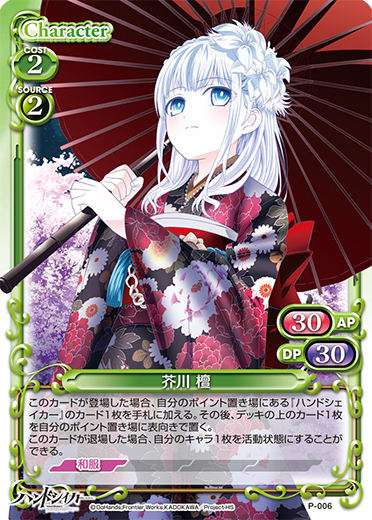 Character
COST
2
SOURCE
2
30 AP
DP 30
芥川 檀
このカードが登場した場合、自分のポイント置き場にある『ハンドシェ
イカー』のカード1枚を手札に加える。その後、デッキの上のカード1枚
を自分のポイント置き場に表向きで置く。
このカードが退場した場合、自分のキャラ1枚を活動状態にすることが
できる。
和服
ハンドシェイカー
©GoHands,Frontier Works,KADOKAWA／Project-HS
P-006